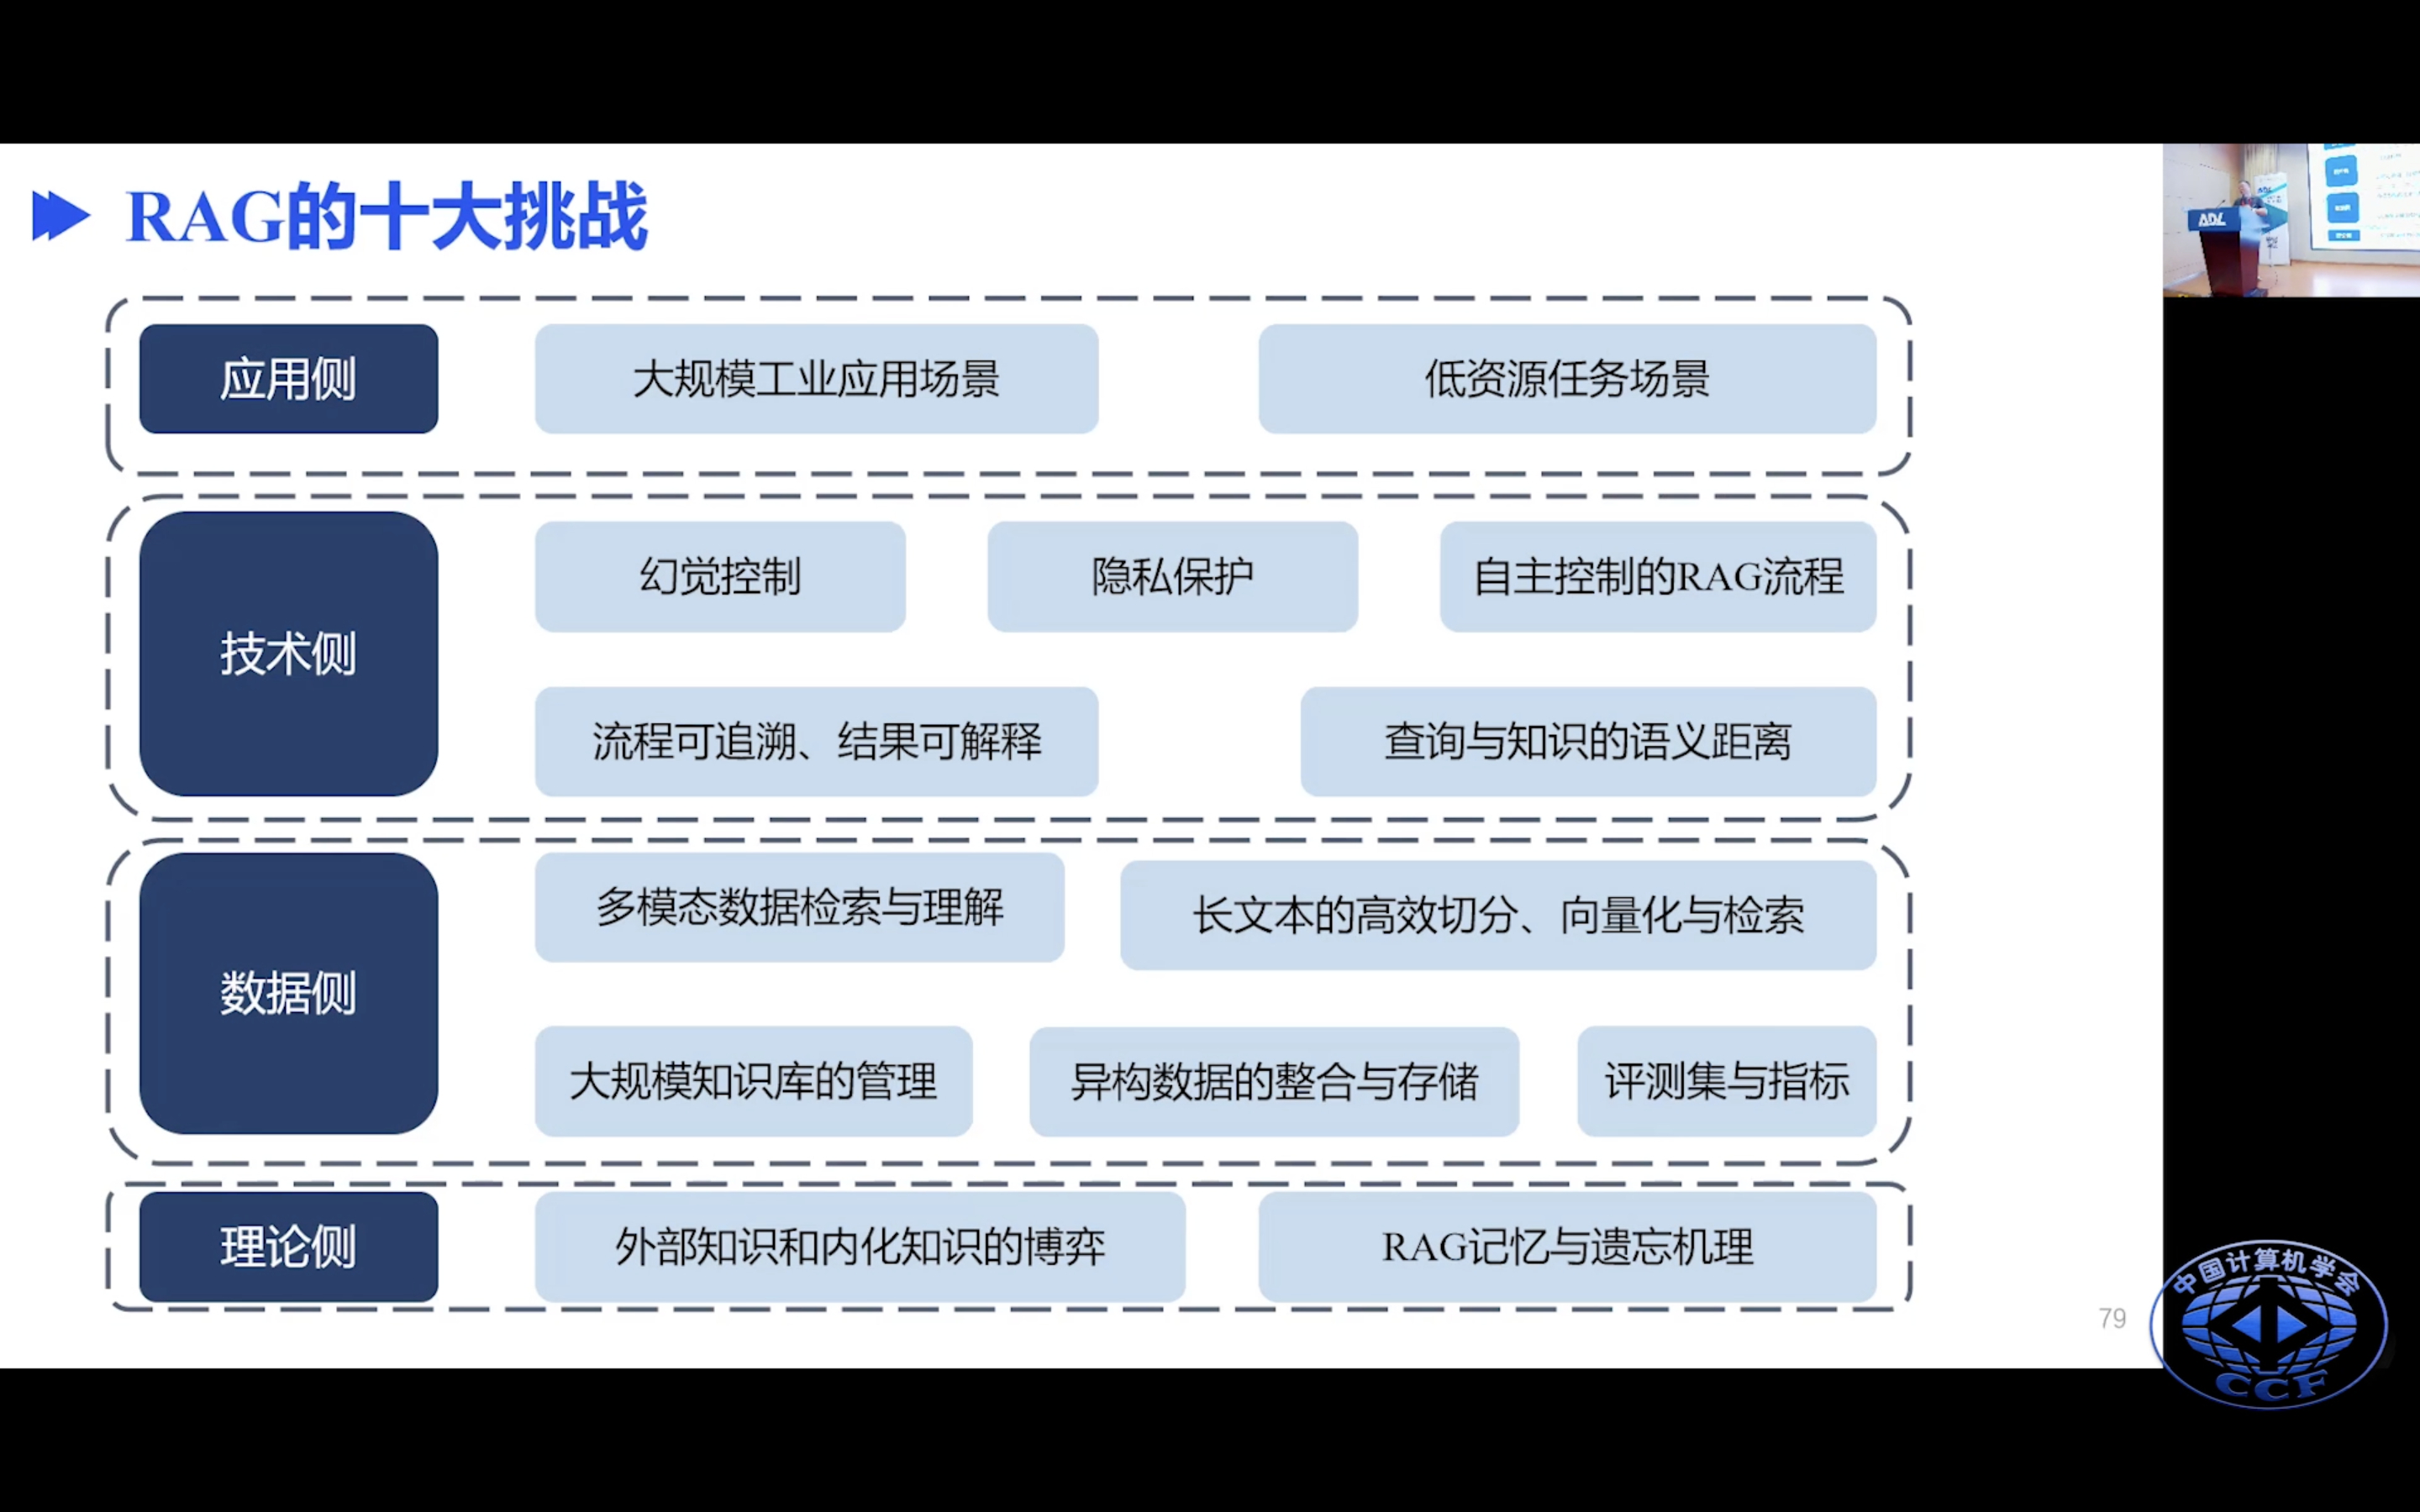 RAG的十大挑战
ADL
应用侧
大规模工业应用场景
低资源任务场景
技术侧
幻觉控制
隐私保护
自主控制的RAG流程
流程可追溯、结果可解释
查询与知识的语义距离
数据侧
多模态数据检索与理解
长文本的高效切分、向量化与检索
大规模知识库的管理
异构数据的整合与存储
评测集与指标
理论侧
外部知识和内化知识的博弈
RAG记忆与遗忘机理
79
中国计算机学会
CCF